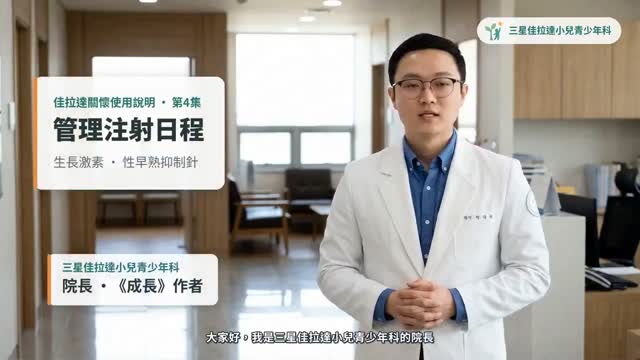 三星佳拉達小兒青少年科
佳拉達關懷使用說明 · 第4集
管理注射日程
生長激素 · 性早熟抑制針
三星佳拉達小兒青少年科
院長 ·《成長》作者
大家好，我是三星佳拉達小兒青少年科的院長